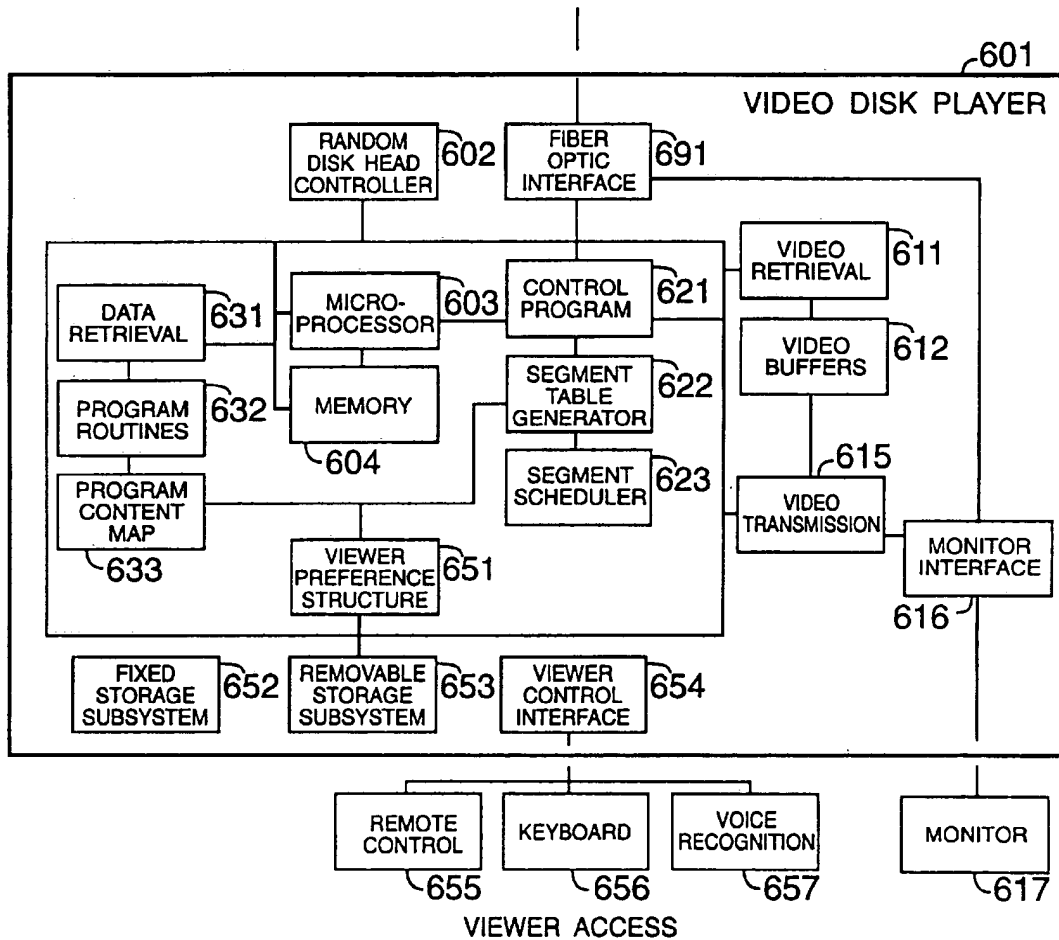 601
VIDEO DISK PLAYER
RANDOM
DISK HEAD
CONTROLLER
602
FIBER
OPTIC
INTERFACE
691
VIDEO
RETRIEVAL
611
DATA
RETRIEVAL
631
MICRO-
PROCESSOR
603
CONTROL
PROGRAM
621
VIDEO
BUFFERS
612
PROGRAM
ROUTINES
632
MEMORY
604
SEGMENT
TABLE
GENERATOR
622
PROGRAM
CONTENT
MAP
633
SEGMENT
SCHEDULER
623
615
VIDEO
TRANSMISSION
MONITOR
INTERFACE
616
VIEWER
PREFERENCE
STRUCTURE
651
FIXED
STORAGE
SUBSYSTEM
652
REMOVABLE
STORAGE
SUBSYSTEM
653
VIEWER
CONTROL
INTERFACE
654
REMOTE
CONTROL
655
KEYBOARD
656
VOICE
RECOGNITION
657
MONITOR
617
VIEWER ACCESS